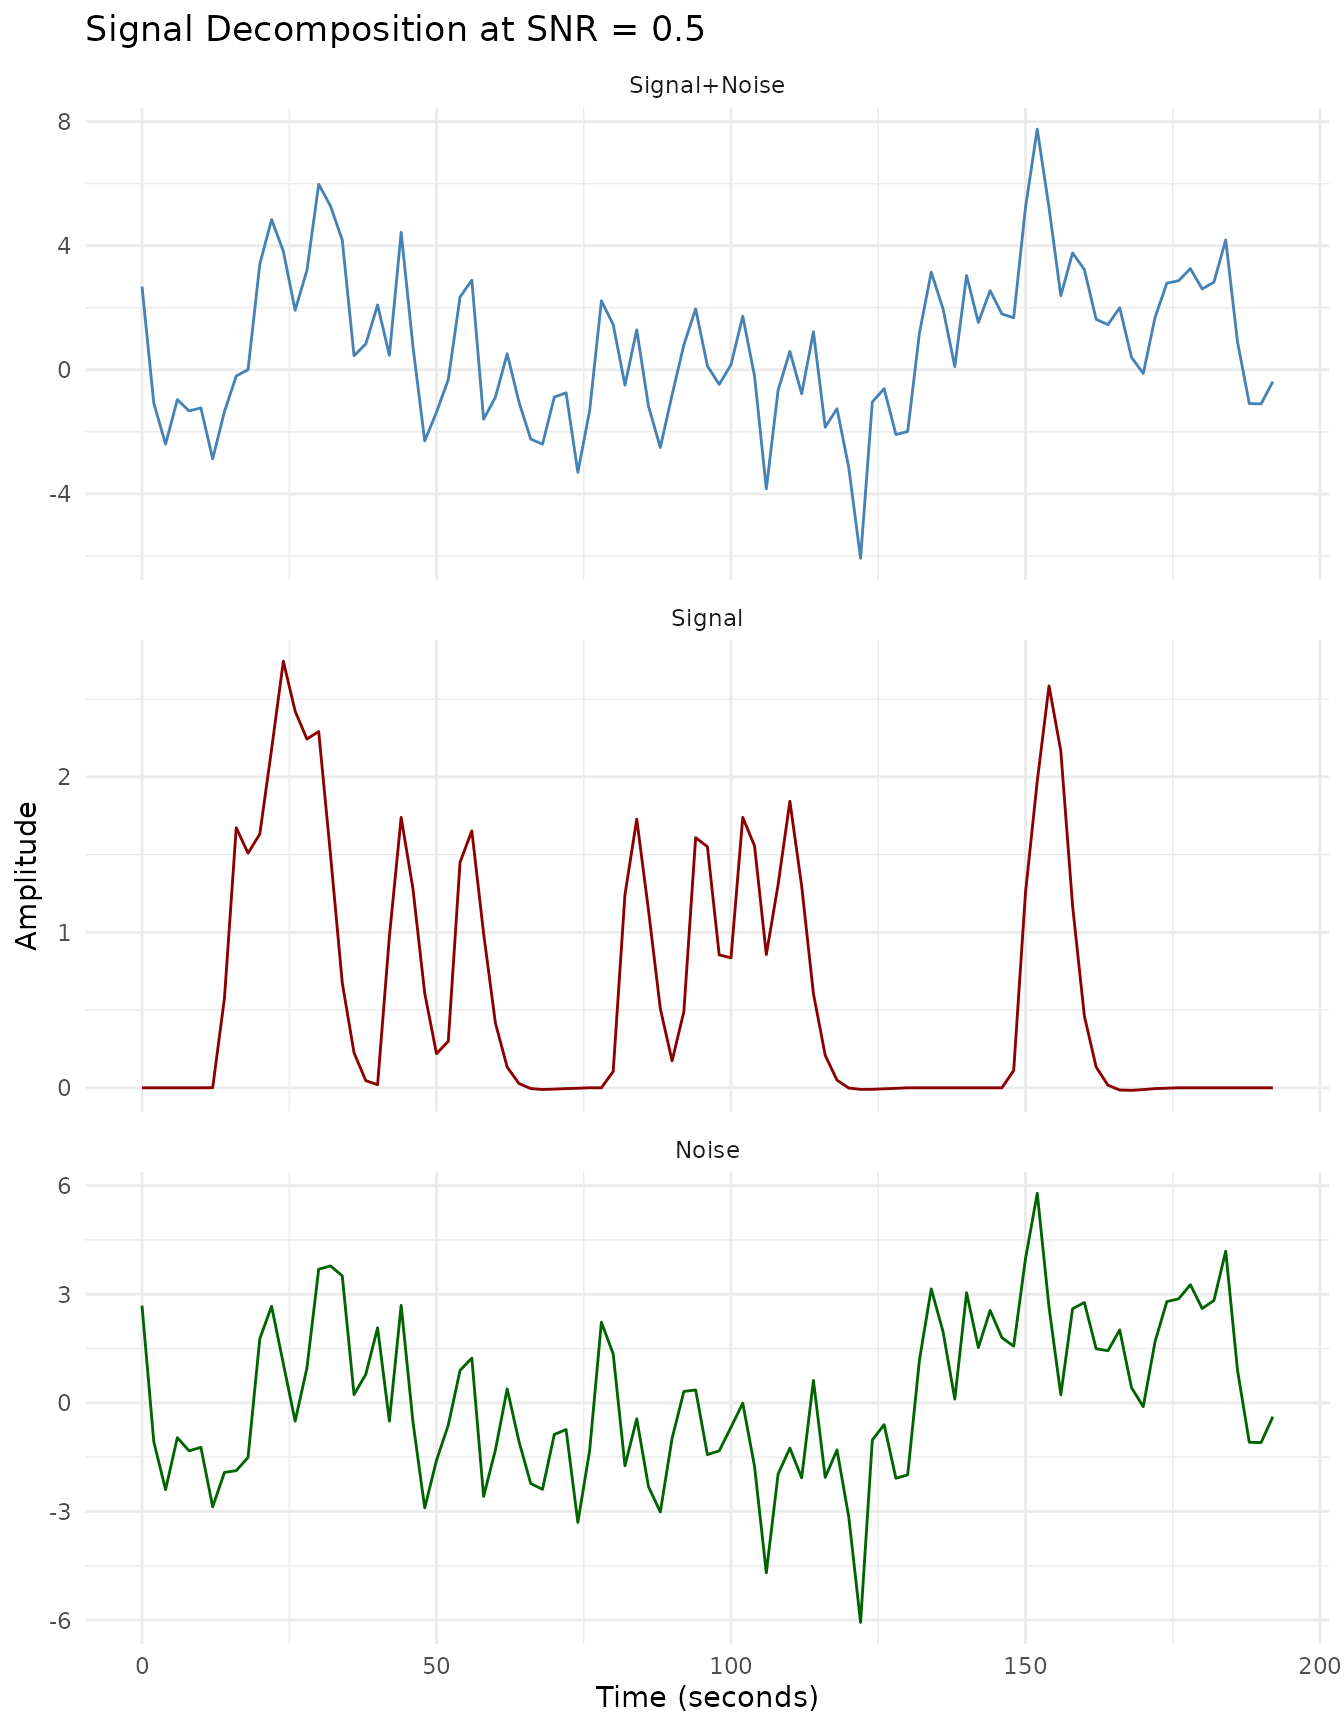 Signal Decomposition at SNR = 0.5
Signal+Noise
8
4
0
-4
Signal
2
1
0
Amplitude
Noise
6
3
0
-3
-6
0 50 100 150 200
Time (seconds)